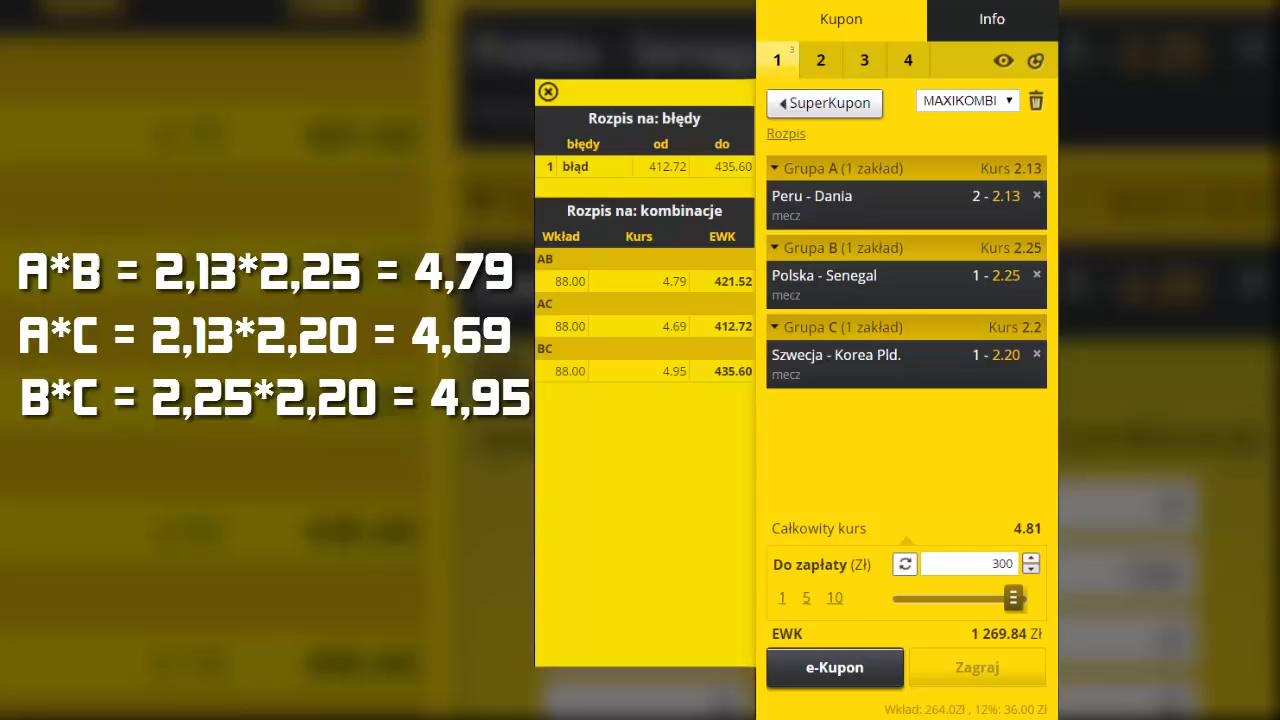 A*B = 2,13*2,25 = 4,79
A*C = 2,13*2,20 = 4,69
B*C = 2,25*2,20 = 4,95
Rozpis na: błędy
błędy od do
1 błąd 412.72 435.60
Rozpis na: kombinacje
Wkład Kurs EWK
AB
88.00 4.79 421.52
AC
88.00 4.69 412.72
BC
88.00 4.95 435.60
Kupon Info
1 3 2 3 4
SuperKupon MAXIKOMBI
Rozpis
Grupa A (1 zakład) Kurs 2.13
Peru - Dania 2 - 2.13 ×
mecz
Grupa B (1 zakład) Kurs 2.25
Polska - Senegal 1 - 2.25 ×
mecz
Grupa C (1 zakład) Kurs 2.2
Szwecja - Korea Płd. 1 - 2.20 ×
mecz
Całkowity kurs 4.81
Do zapłaty (Zł) 300
1 5 10
EWK 1 269.84 Zł
e-Kupon Zagraj
Wkład: 264.0Zł , 12%: 36.00 Zł